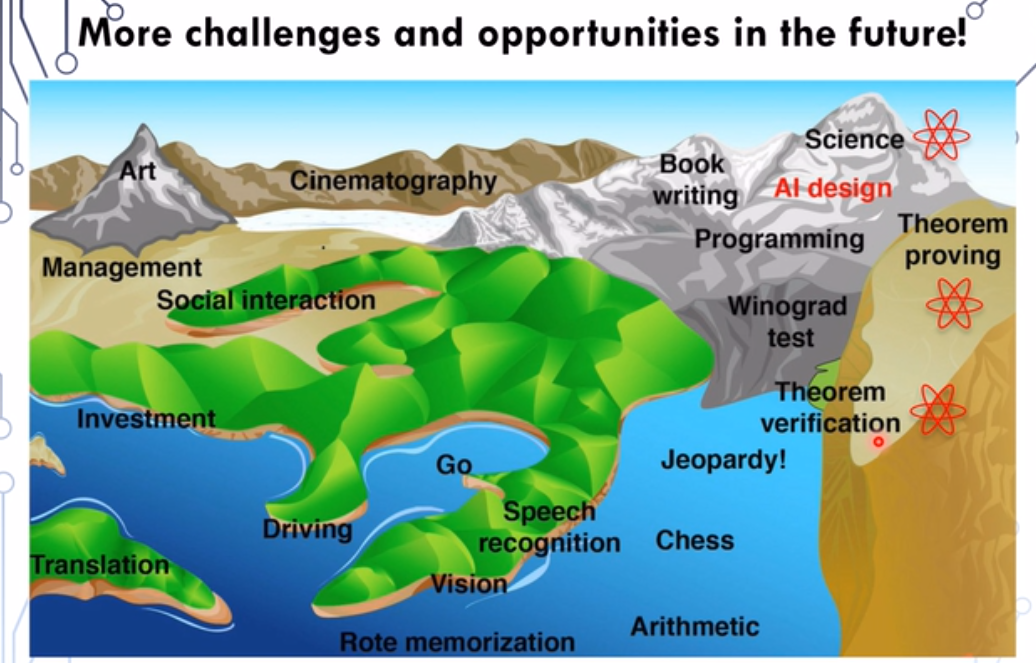 More challenges and opportunities in the future!
Science
Art
Book
writing
Cinematography
AI design
Theorem
proving
Programming
Management
Social interaction
Winograd
test
Theorem
verification
Investment
Jeopardy!
Go
Speech
recognition
Driving
Chess
Translation
Vision
Arithmetic
Rote memorization